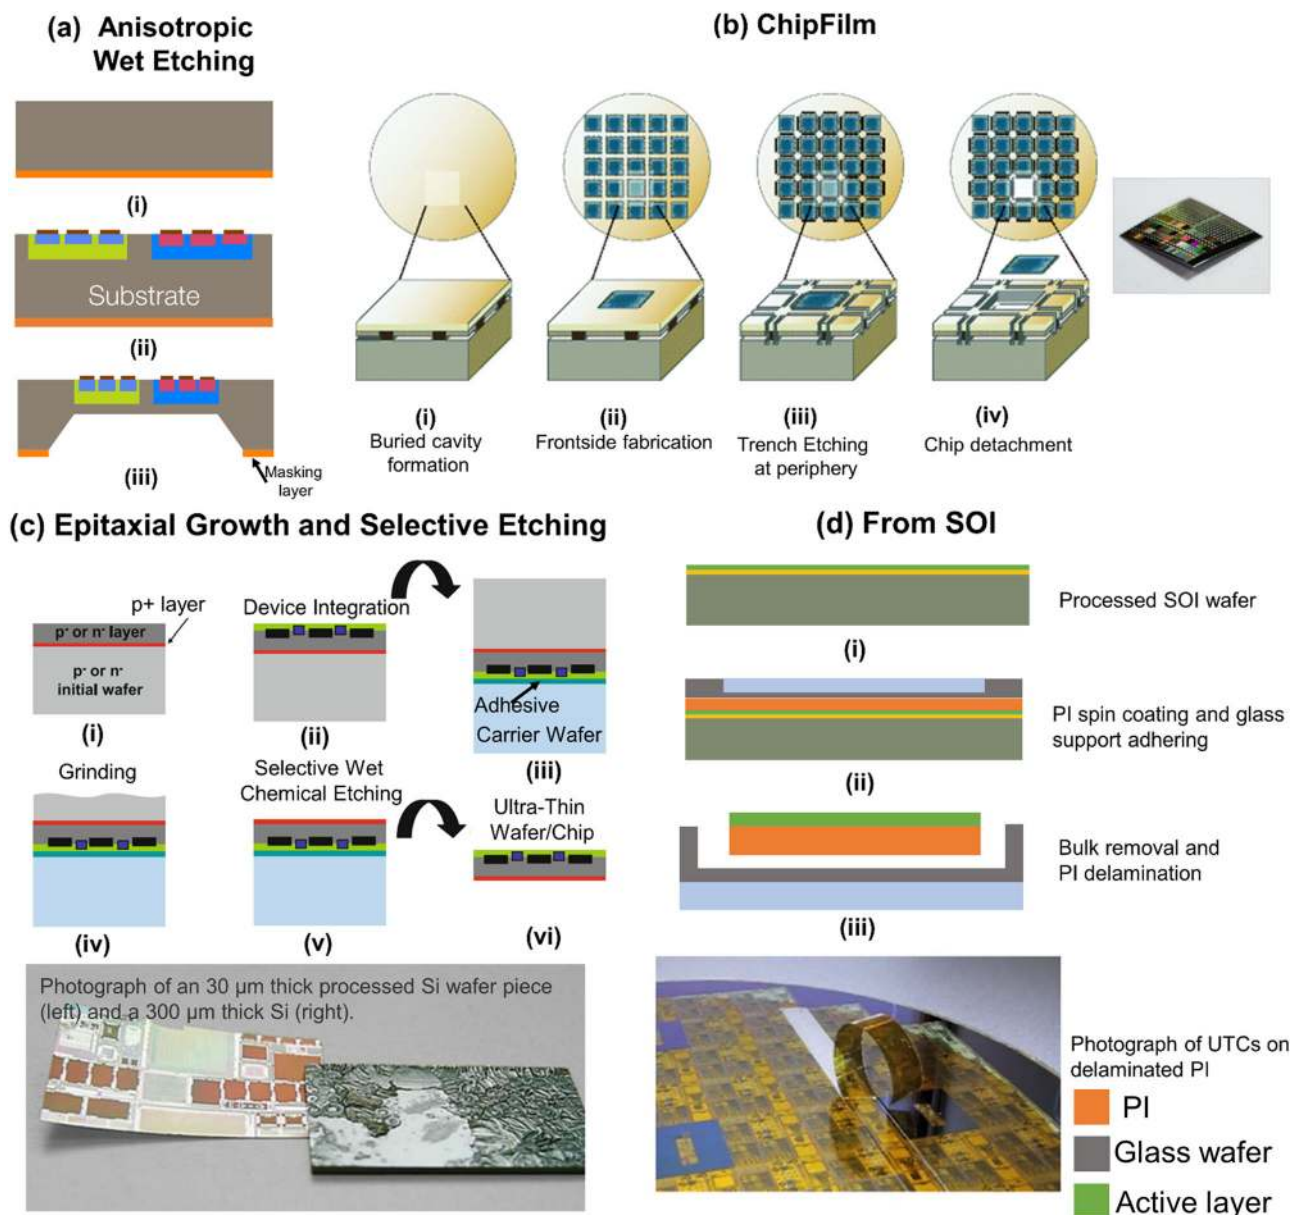 (a) Anisotropic
Wet Etching
(i)
Substrate
(ii)
(iii)
Masking
layer
(b) ChipFilm
(i)
Buried cavity
formation
(ii)
Frontside fabrication
(iii)
Trench Etching
at periphery
(iv)
Chip detachment
(c) Epitaxial Growth and Selective Etching
p+ layer
p- or n- layer
p- or n-
initial wafer
(i)
Device Integration
(ii)
Adhesive
Carrier Wafer
(iii)
Grinding
(iv)
Selective Wet
Chemical Etching
(v)
Ultra-Thin
Wafer/Chip
(vi)
Photograph of an 30 μm thick processed Si wafer piece
(left) and a 300 μm thick Si (right).
(d) From SOI
Processed SOI wafer
(i)
PI spin coating and glass
support adhering
(ii)
Bulk removal and
PI delamination
(iii)
Photograph of UTCs on
delaminated PI
PI
Glass wafer
Active layer